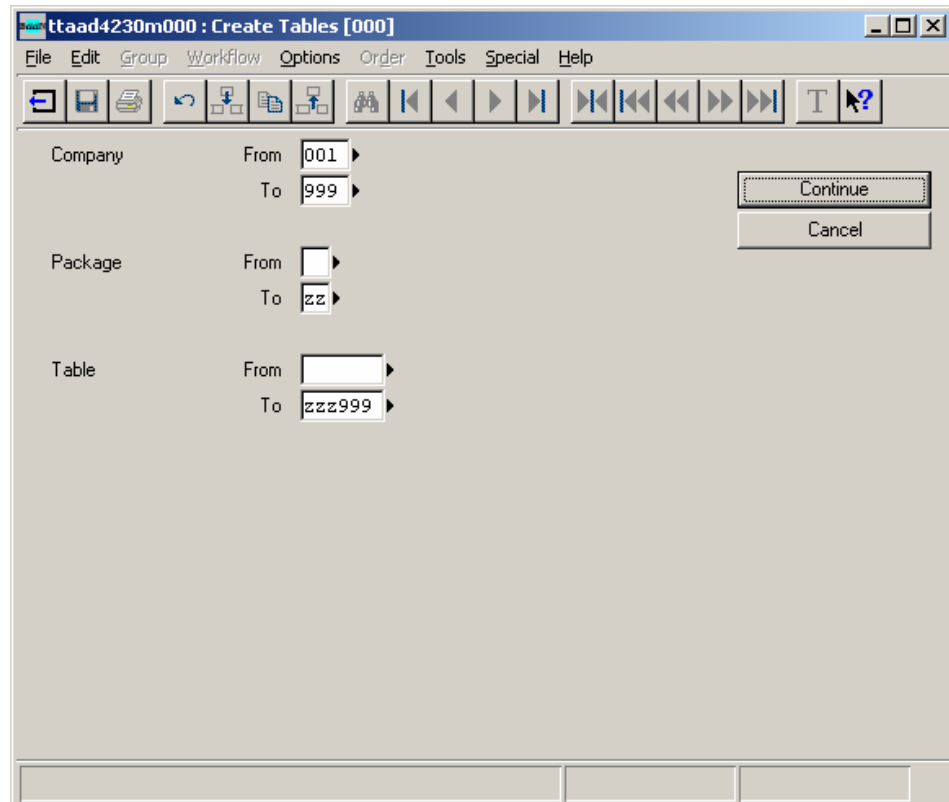 ttaad4230m000 : Create Tables [000]
File Edit Group Workflow Options Order Tools Special Help
T ?
Company From 001
To 999
Continue
Cancel
Package From
To zz
Table From
To zzz999